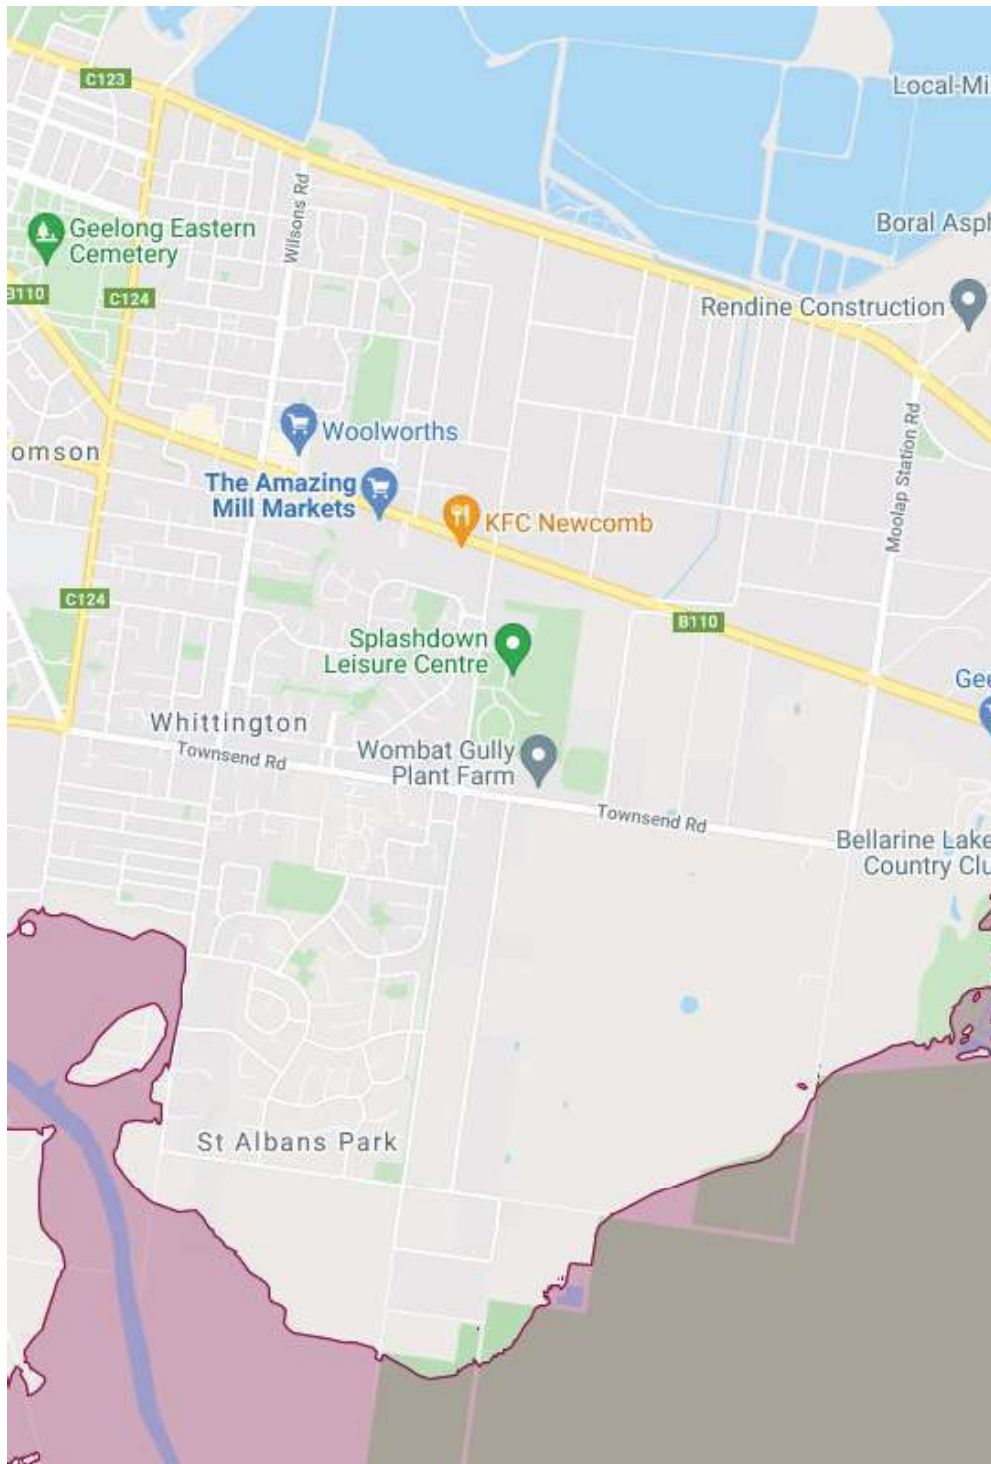 C123
Local-Mi
Wilsons Rd
Geelong Eastern
Cemetery
Boral Asph
B110
C124
Rendine Construction
Woolworths
omson
Moolap Station Rd
The Amazing
Mill Markets
KFC Newcomb
C124
B110
Splashdown
Leisure Centre
Gee
Whittington
Townsend Rd
Wombat Gully
Plant Farm
Townsend Rd
Bellarine Lake
Country Clu
St Albans Park